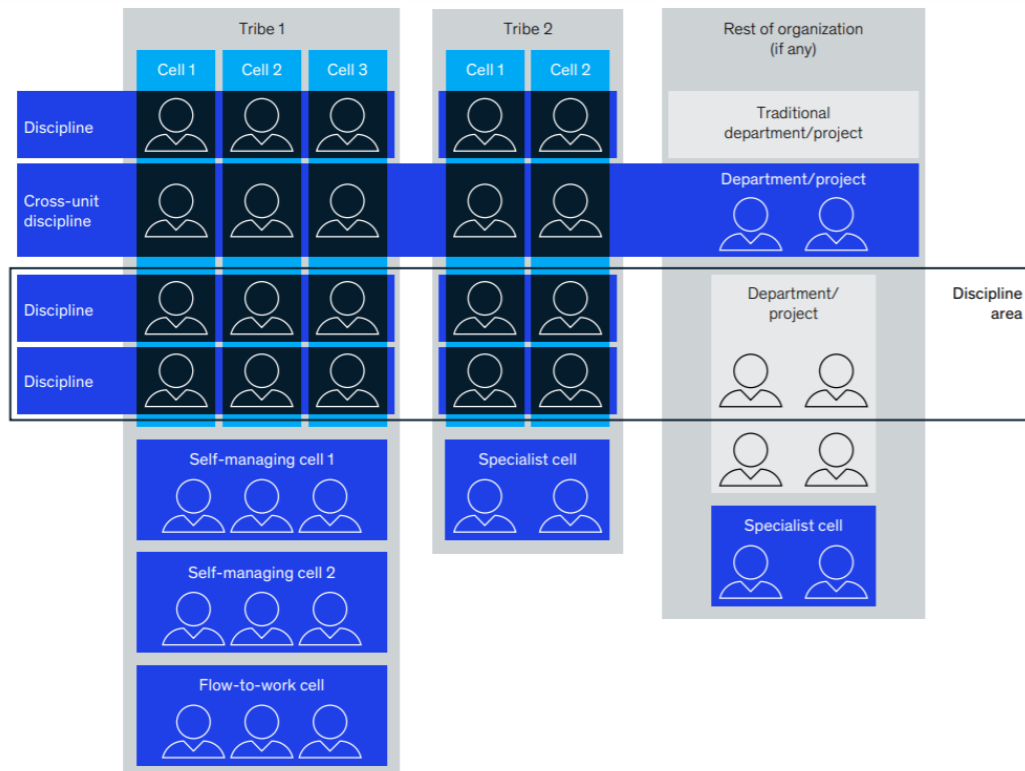 Tribe 1
Tribe 2
Rest of organization
(if any)
Cell 1
Cell 2
Cell 3
Cell 1
Cell 2
Discipline
Traditional
department/project
Cross-unit
discipline
Department/project
Discipline
Department/
project
Discipline
area
Discipline
Self-managing cell 1
Specialist cell
Specialist cell
Self-managing cell 2
Flow-to-work cell